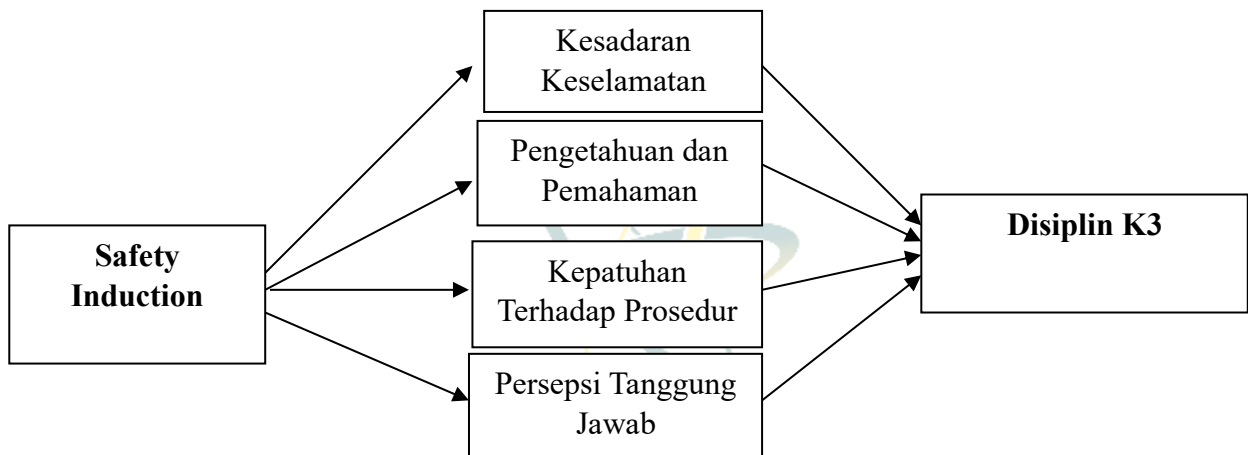 Kesadaran
Keselamatan
Pengetahuan dan
Pemahaman
Safety
Induction
Kepatuhan
Terhadap Prosedur
Persepsi Tanggung
Jawab
Disiplin K3